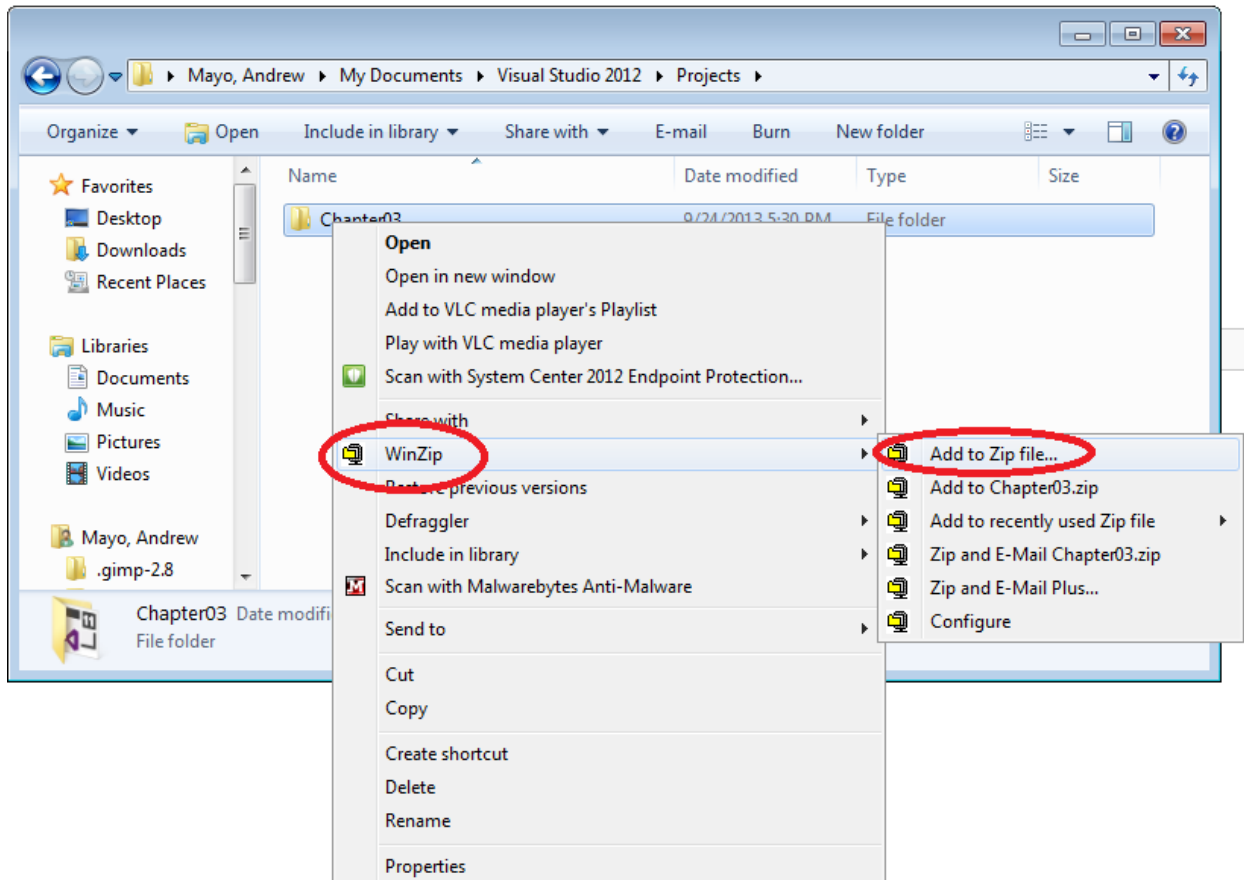 Mayo, Andrew My Documents Visual Studio 2012 Projects
Organize Open Include in library Share with E-mail Burn New folder
Name Date modified Type Size
Favorites
Desktop
Downloads
Recent Places
Libraries
Documents
Music
Pictures
Videos
Mayo, Andrew
.gimp-2.8
Chapter03 9/24/2013 5:30 PM File folder
Open
Open in new window
Add to VLC media player's Playlist
Play with VLC media player
Scan with System Center 2012 Endpoint Protection...
Share with
WinZip
Restore previous versions
Defraggler
Include in library
Scan with Malwarebytes Anti-Malware
Send to
Cut
Copy
Create shortcut
Delete
Rename
Properties
Add to Zip file...
Add to Chapter03.zip
Add to recently used Zip file
Zip and E-Mail Chapter03.zip
Zip and E-Mail Plus...
Configure
Chapter03 Date modifi
File folder